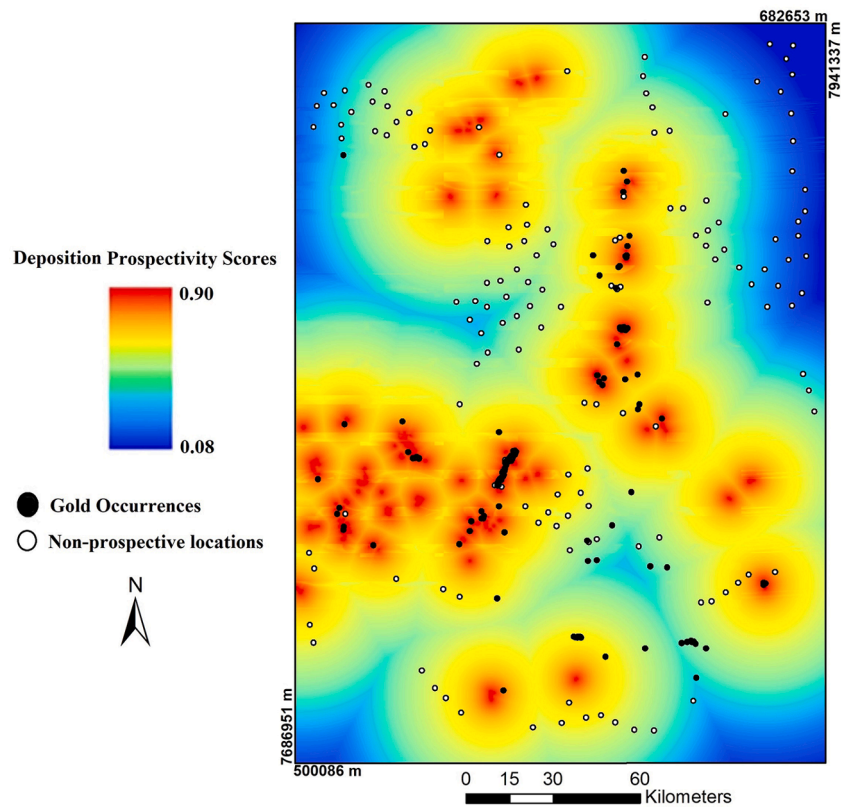 682653 m
7941337 m
Deposition Prospectivity Scores
0.90
0.08
Gold Occurrences
Non-prospective locations
N
7686951 m
500086 m
0 15 30 60
Kilometers